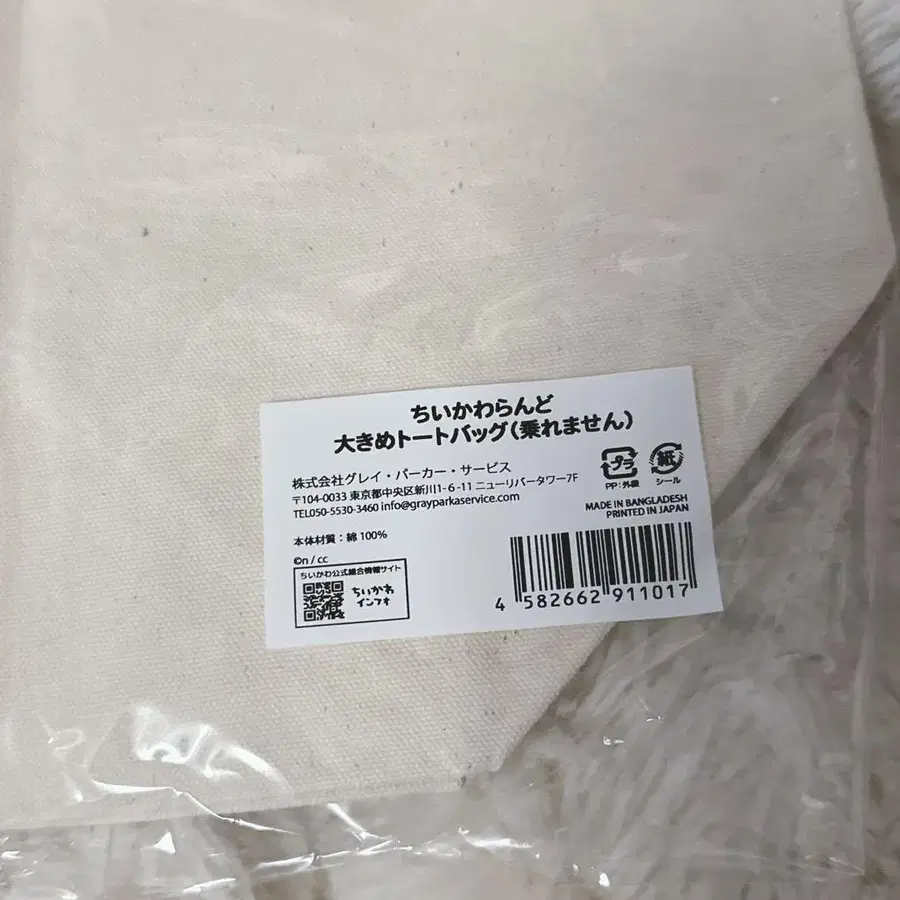 ちいかわらんど
大きめトートバッグ(乗れません)
株式会社グレイ・パーカー・サービス
〒104-0033 東京都中央区新川1-6-11 ニューリバータワー7F
TEL050-5530-3460 info@grayparkaservice.com
プラ
PP:外袋
紙
シール
MADE IN BANGLADESH
PRINTED IN JAPAN
本体材質:綿100%
©n / cc
ちいかわ公式総合情報サイト
ちいかわ
インフォ
4 582662 911017